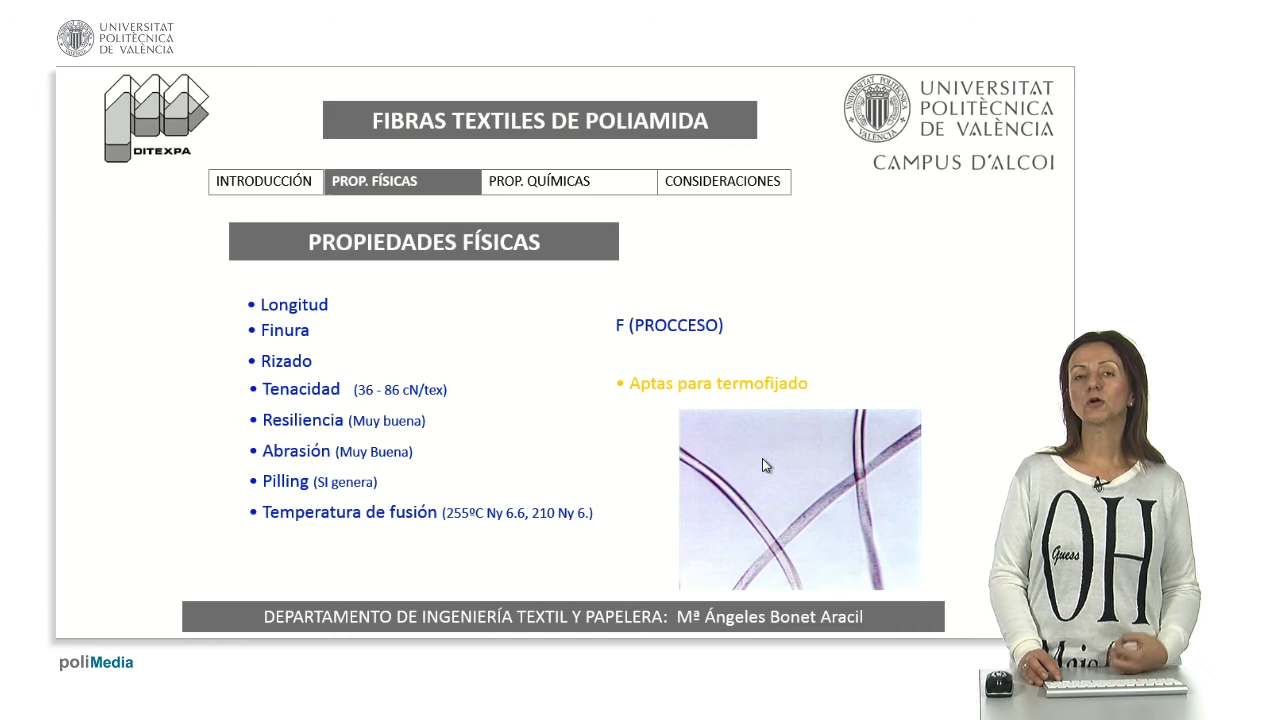 UNIVERSITAT
POLITÈCNICA
DE VALÈNCIA
DITEXPA
FIBRAS TEXTILES DE POLIAMIDA
UNIVERSITAT
POLITÈCNICA
DE VALÈNCIA
CAMPUS D'ALCOI
INTRODUCCIÓN PROP. FÍSICAS PROP. QUÍMICAS CONSIDERACIONES
PROPIEDADES FÍSICAS
• Longitud
• Finura
F (PROCCESO)
• Rizado
• Tenacidad (36 - 86 cN/tex)
• Aptas para termofijado
• Resiliencia (Muy buena)
• Abrasión (Muy Buena)
• Pilling (SI genera)
• Temperatura de fusión (255ºC Ny 6.6, 210 Ny 6.)
OH
Guess
DEPARTAMENTO DE INGENIERÍA TEXTIL Y PAPELERA: Mª Ángeles Bonet Aracil
poliMedia